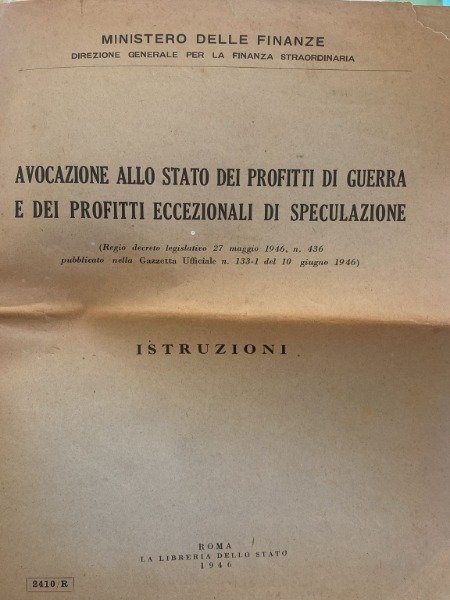 MINISTERO DELLE FINANZE
DIREZIONE GENERALE PER LA FINANZA STRAORDINARIA
AVOCAZIONE ALLO STATO DEI PROFITTI DI GUERRA
E DEI PROFITTI ECCEZIONALI DI SPECULAZIONE
(Regio decreto legislativo 27 maggio 1946, n. 436
pubblicato nella Gazzetta Ufficiale n. 133-1 del 10 giugno 1946)
ISTRUZIONI
ROMA
LA LIBRERIA DELLO STATO
1946
2410 R